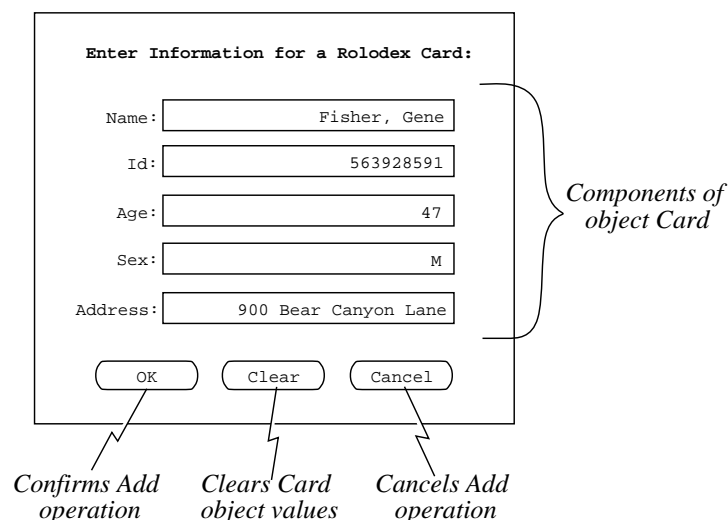 Enter Information for a Rolodex Card:
Name: Fisher, Gene
Id: 563928591
Age: 47
Sex: M
Address: 900 Bear Canyon Lane
Components of
object Card
OK Clear Cancel
Confirms Add Clears Card Cancels Add
operation object values operation